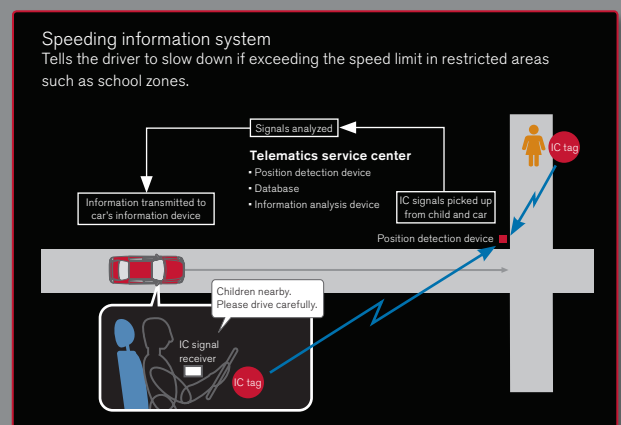 Speeding information system
Tells the driver to slow down if exceeding the speed limit in restricted areas
such as school zones.
Signals analyzed
Telematics service center
▪ Position detection device
▪ Database
▪ Information analysis device
Information transmitted to
car's information device
IC signals picked up
from child and car
IC tag
Position detection device
Children nearby.
Please drive carefully.
IC signal
receiver
IC tag